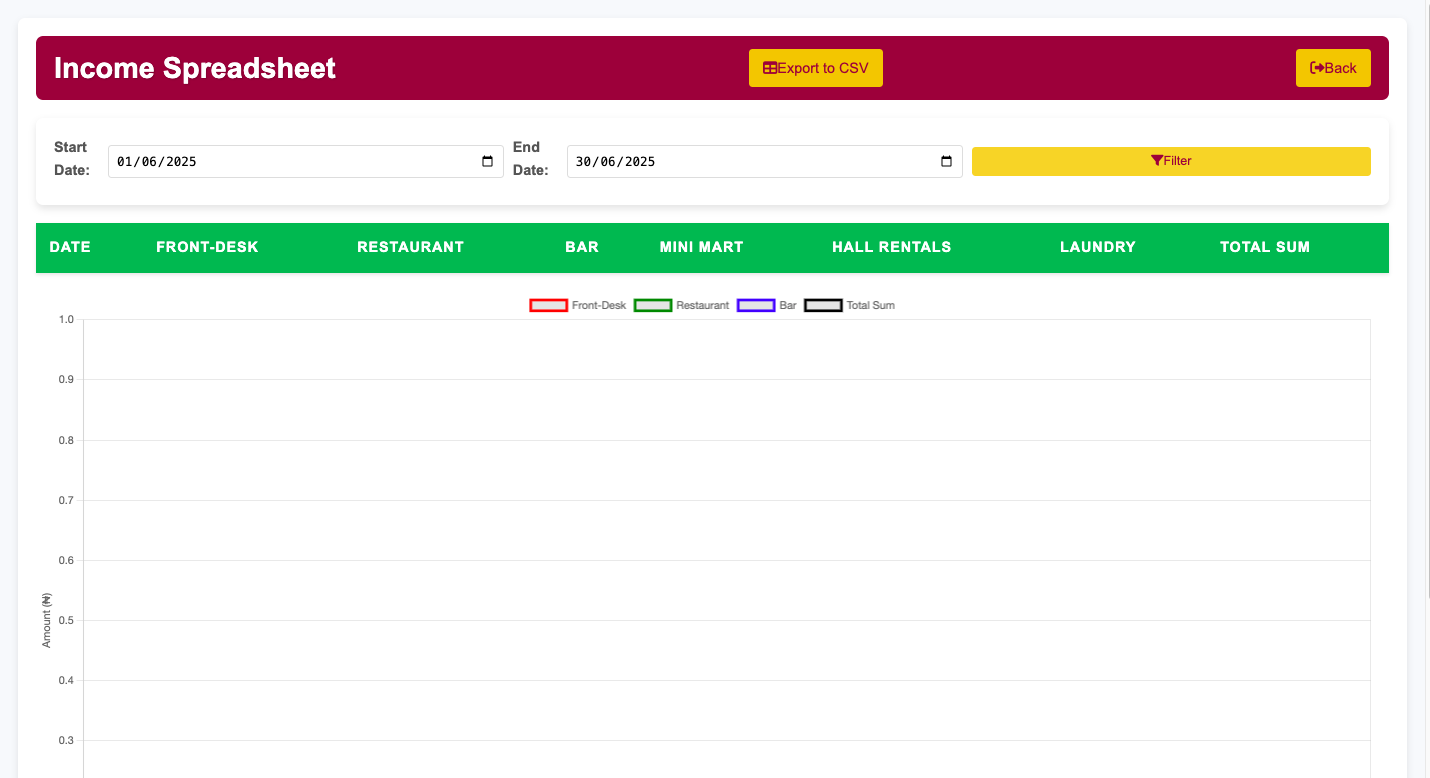 Income Spreadsheet
Export to CSV
Back
Start
Date:
01/06/2025
End
Date:
30/06/2025
Filter
DATE FRONT-DESK RESTAURANT BAR MINI MART HALL RENTALS LAUNDRY TOTAL SUM
Front-Desk Restaurant Bar Total Sum
1.0
0.9
0.8
0.7
0.6
Amount (₦)
0.5
0.4
0.3